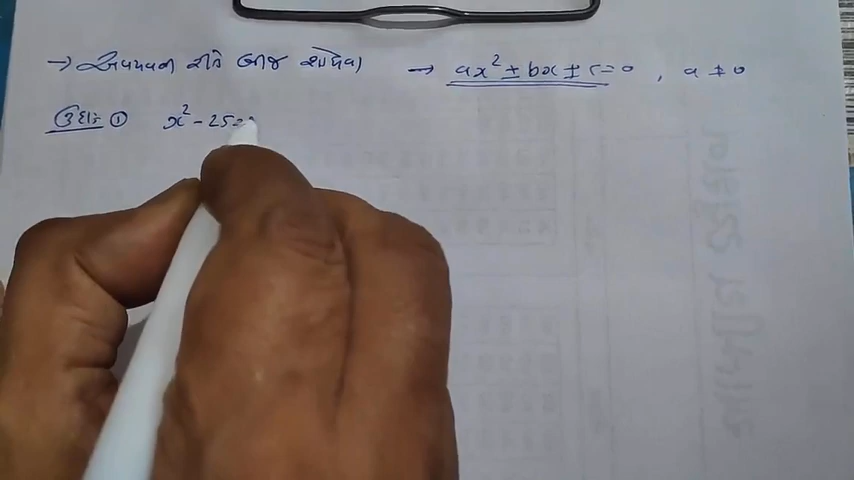 → અવયવની રીતે બીજ શોધવા → ax² ± bx ± c = 0 , a ≠ 0
ઉદા: ① x² - 25 =